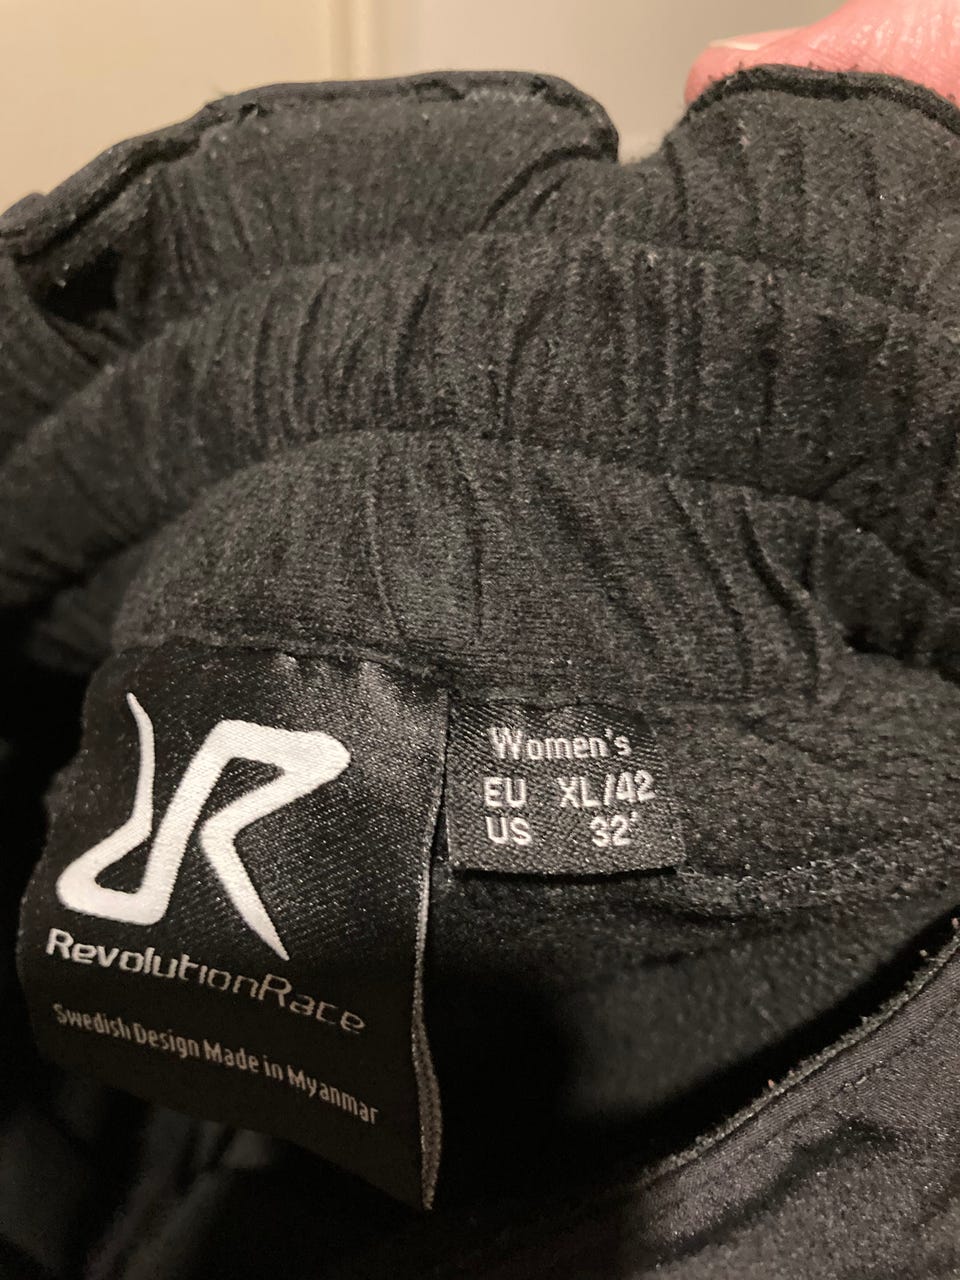 Women's
EU XL/42
US 32'
RevolutionRace
Swedish Design Made in Myanmar